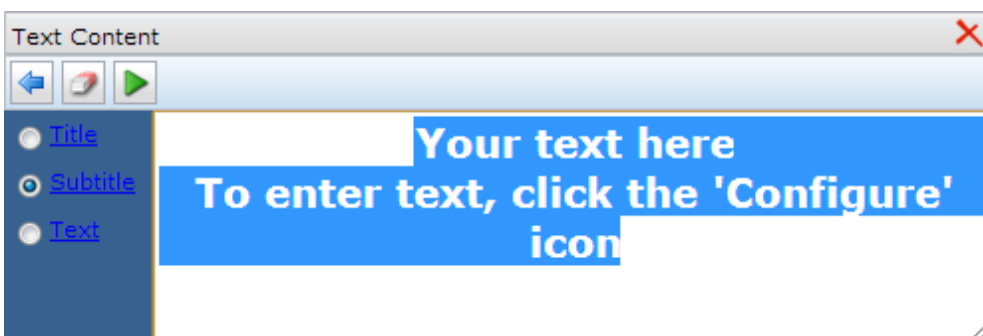 Text Content
Title
Subtitle
Text
Your text here
To enter text, click the 'Configure'
icon